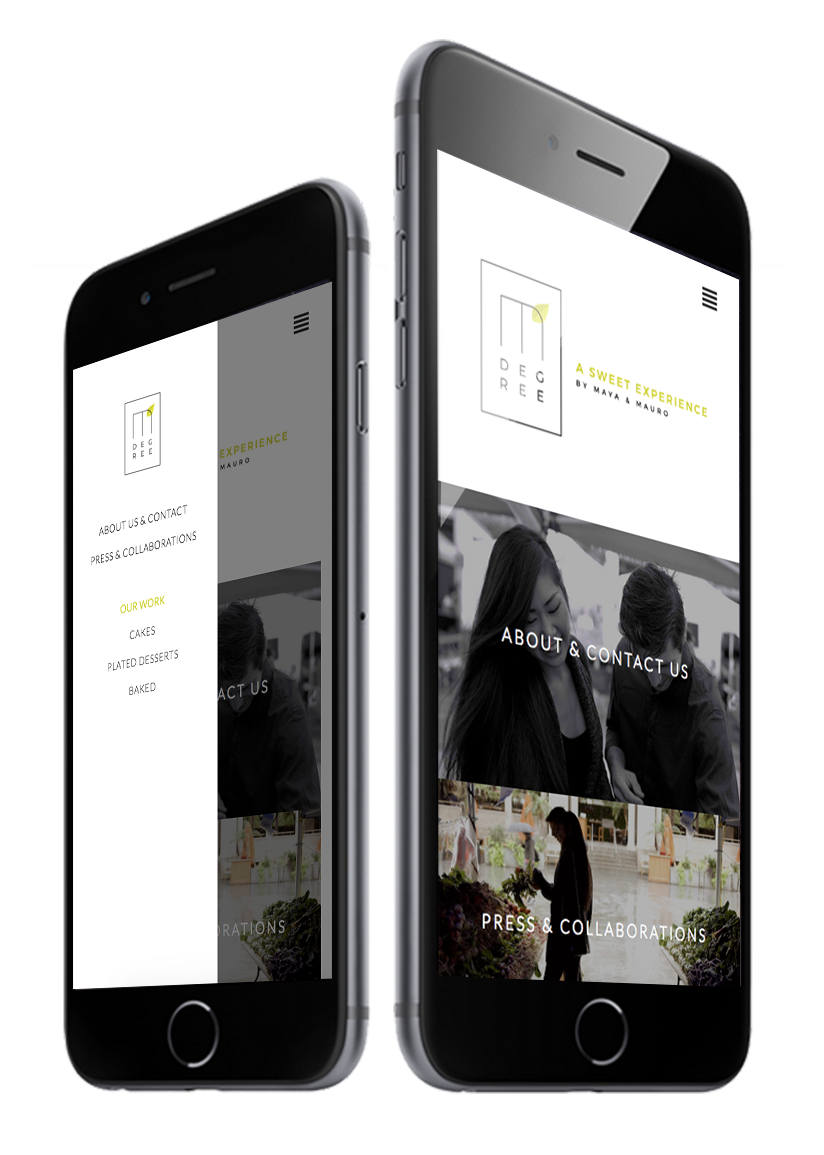 DEG
REE
ABOUT US & CONTACT
PRESS & COLLABORATIONS
OUR WORK
CAKES
PLATED DESSERTS
BAKED
EXPERIENCE
MAURO
ACT US
ORATIONS
DEG
REE
A SWEET EXPERIENCE
BY MAYA & MAURO
ABOUT & CONTACT US
PRESS & COLLABORATIONS